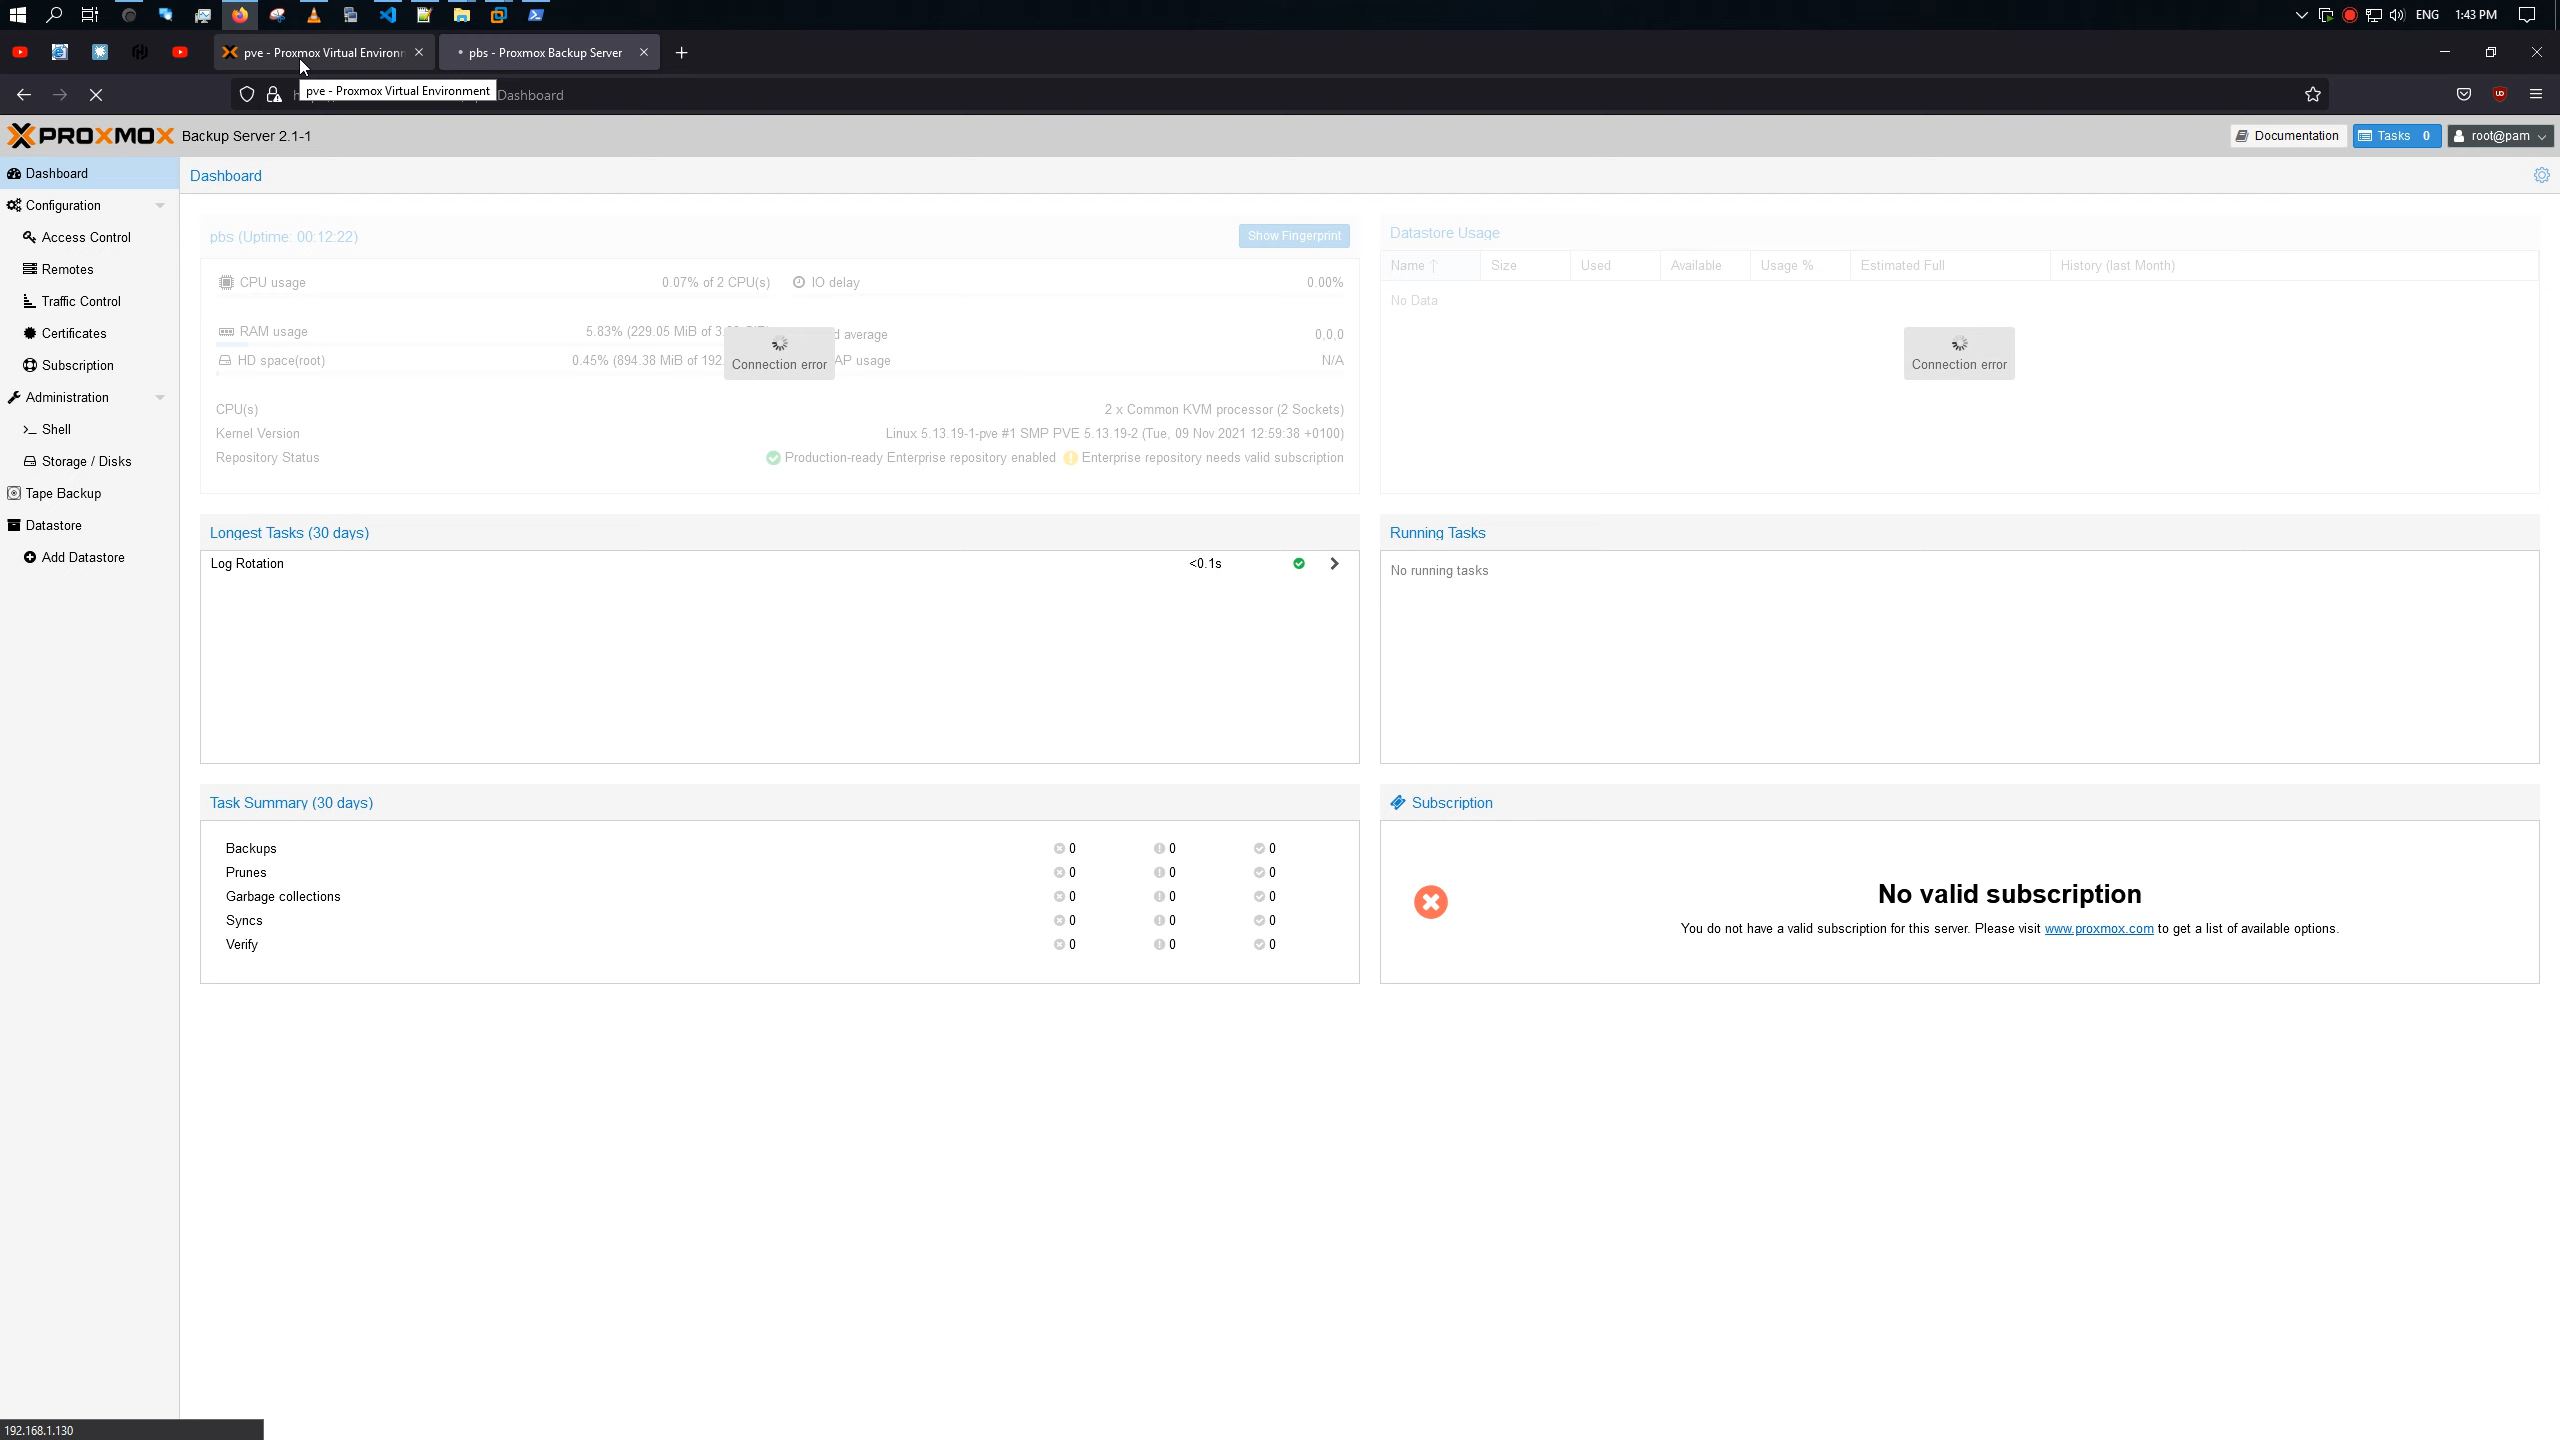 ENG 1:43 PM
pve - Proxmox Virtual Environm
pbs - Proxmox Backup Server
pve - Proxmox Virtual Environment
Dashboard
PROXMOX Backup Server 2.1-1
Documentation
Tasks 0
root@pam
Dashboard
Configuration
Access Control
Remotes
Traffic Control
Certificates
Subscription
Administration
Shell
Storage / Disks
Tape Backup
Datastore
Add Datastore
Dashboard
pbs (Uptime: 00:12:22)
Show Fingerprint
CPU usage 0.07% of 2 CPU(s)
IO delay 0.00%
RAM usage 5.83% (229.05 MiB of 3
d average 0,0,0
HD space(root) 0.45% (894.38 MiB of 192.
AP usage N/A
Connection error
CPU(s) 2 x Common KVM processor (2 Sockets)
Kernel Version Linux 5.13.19-1-pve #1 SMP PVE 5.13.19-2 (Tue, 09 Nov 2021 12:59:38 +0100)
Repository Status Production-ready Enterprise repository enabled Enterprise repository needs valid subscription
Datastore Usage
Name ↑ Size Used Available Usage % Estimated Full History (last Month)
No Data
Connection error
Longest Tasks (30 days)
Log Rotation <0.1s
Running Tasks
No running tasks
Task Summary (30 days)
Backups 0 0 0
Prunes 0 0 0
Garbage collections 0 0 0
Syncs 0 0 0
Verify 0 0 0
Subscription
No valid subscription
You do not have a valid subscription for this server. Please visit www.proxmox.com to get a list of available options.
192.168.1.130